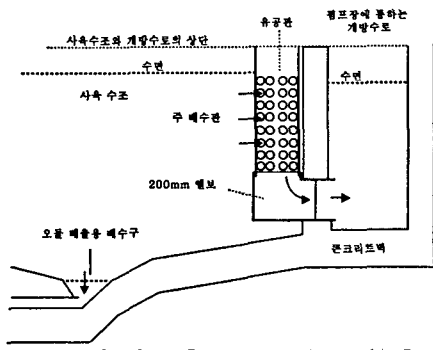 유공관
펌프장에 통하는
개방수로
사육수조와 개방수로의 상단
수면
수면
사육 수조
주 배수관
200mm 엘보
오물 배출용 배수구
콘크리트벽